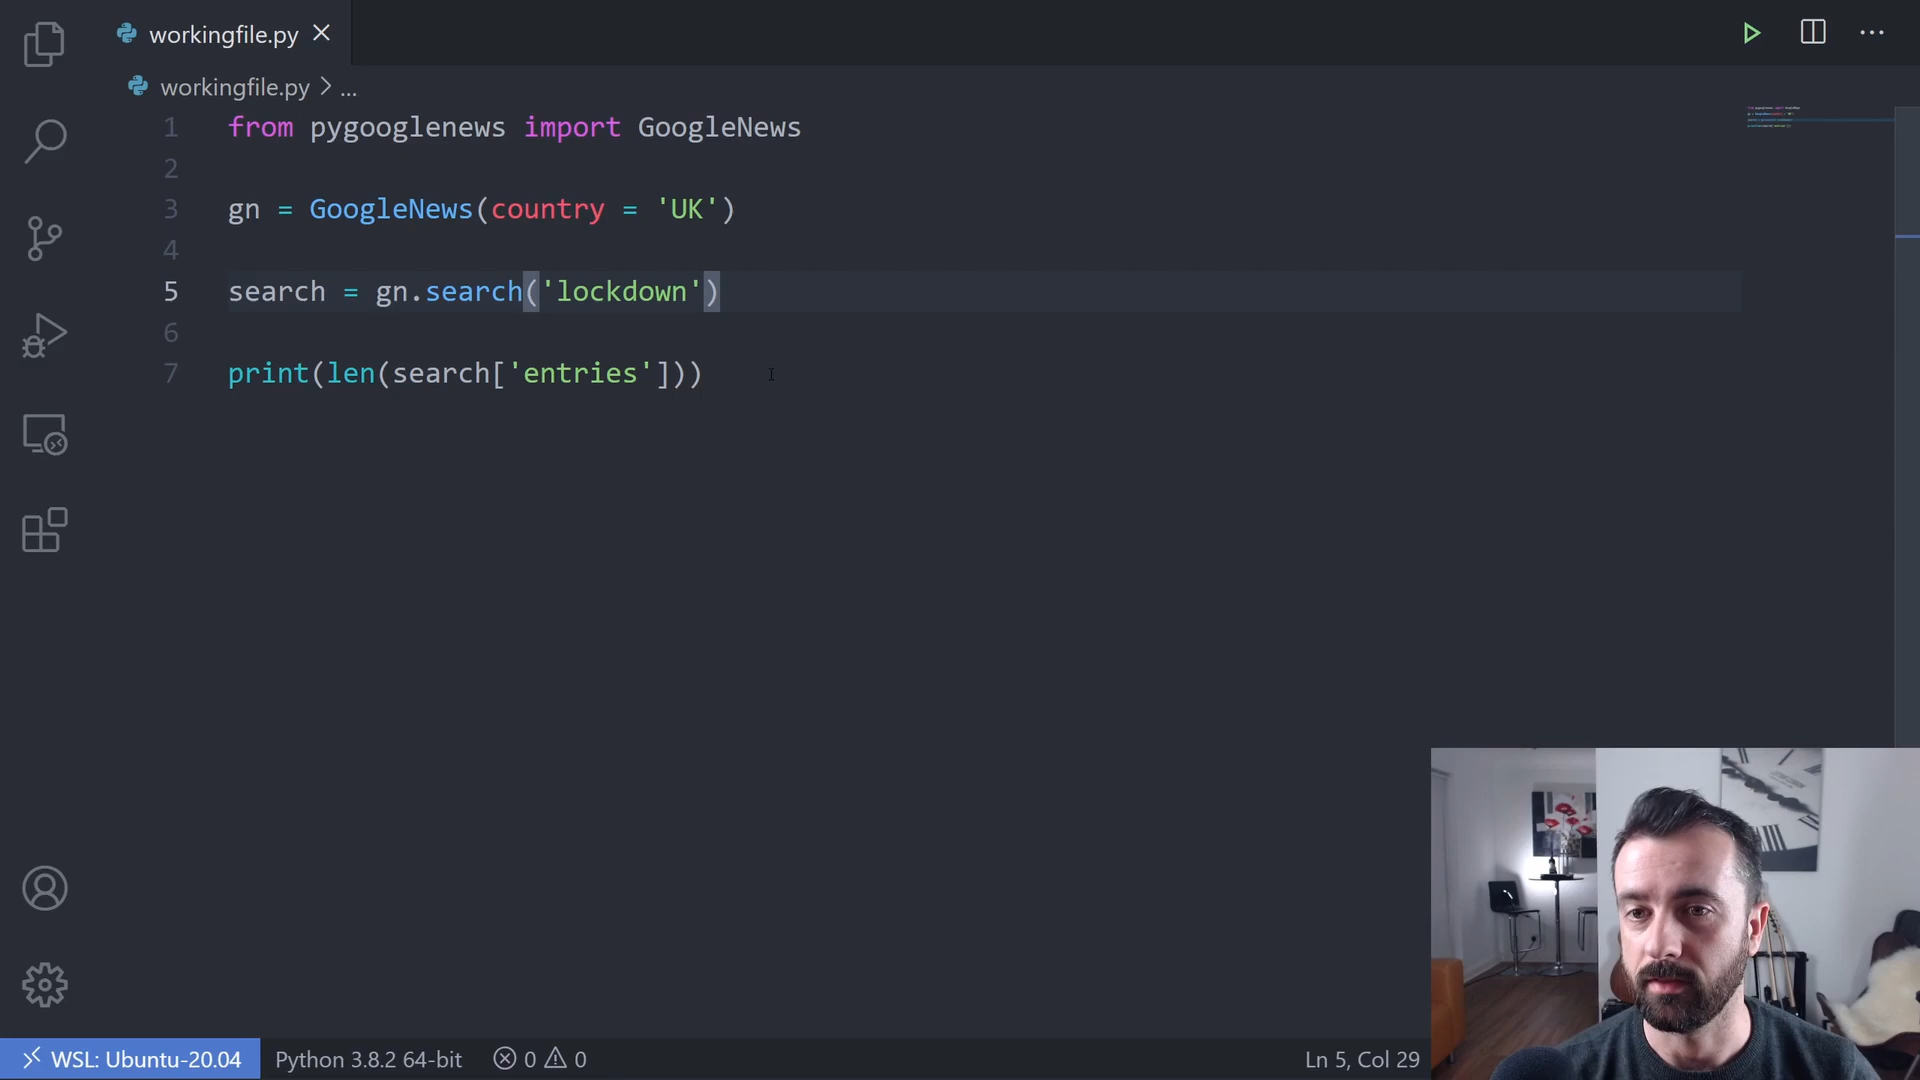 workingfile.py
workingfile.py > ...
1 from pygooglenews import GoogleNews
2
3 gn = GoogleNews(country = 'UK')
4
5 search = gn.search('lockdown')
6
7 print(len(search['entries']))
WSL: Ubuntu-20.04 Python 3.8.2 64-bit 0 0 Ln 5, Col 29